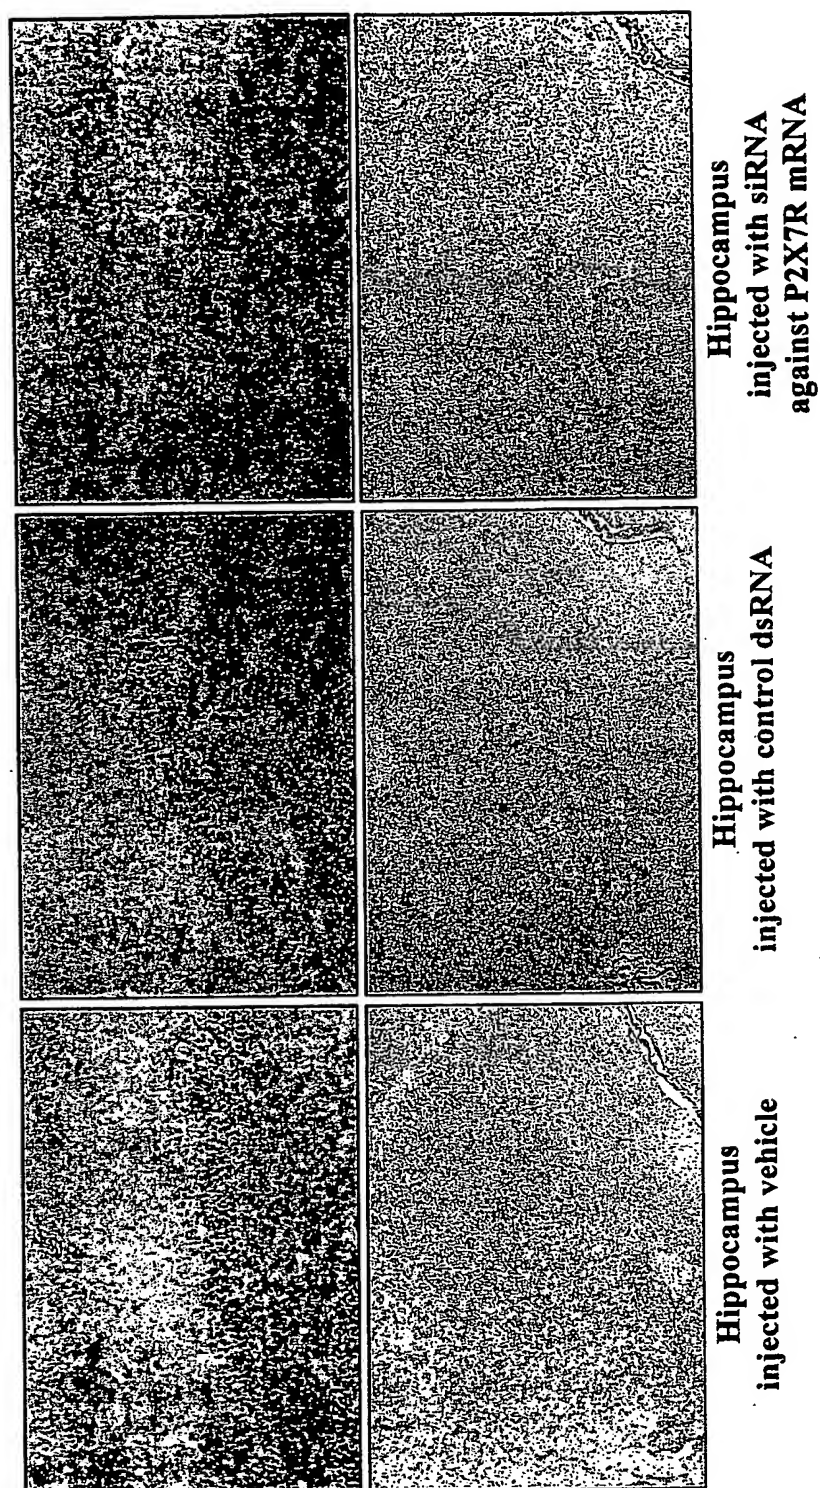 Hippocampus
injected with vehicle
Hippocampus
injected with control dsRNA
Hippocampus
injected with siRNA
against P2X7R mRNA